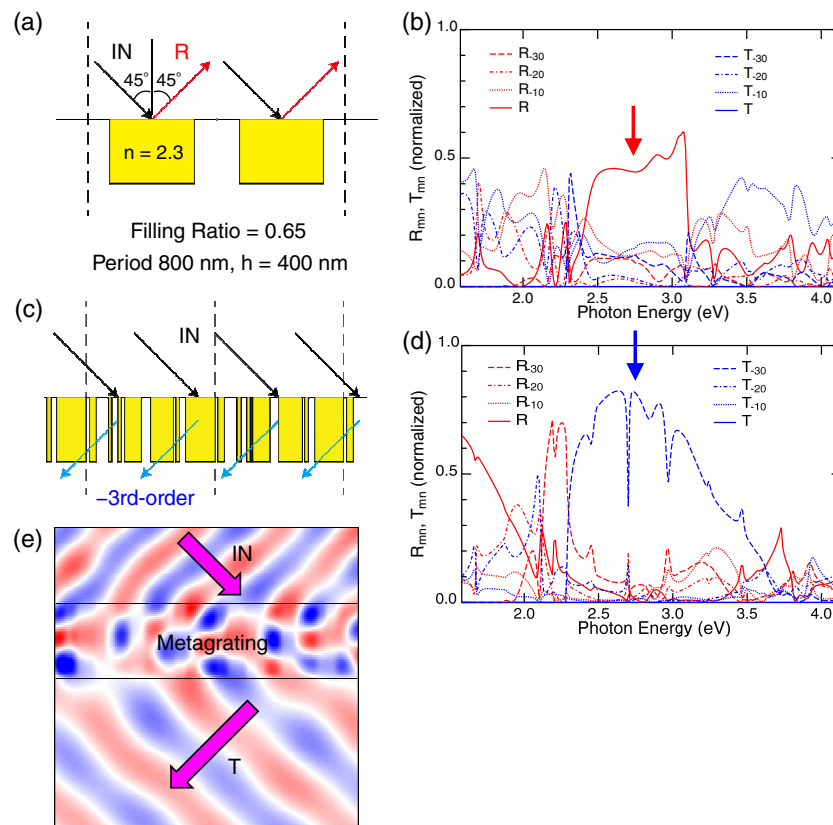 (a)
IN
R
45°
45°
n = 2.3
Filling Ratio = 0.65
Period 800 nm, h = 400 nm
(b)
1.0
0.5
0.0
R-30
R-20
R-10
R
T-30
T-20
T-10
T
Rmn, Tmn (normalized)
2.0
2.5
3.0
3.5
4.0
Photon Energy (eV)
(c)
IN
−3rd-order
(d)
1.0
0.5
0.0
R-30
R-20
R-10
R
T-30
T-20
T-10
T
Rmn, Tmn (normalized)
2.0
2.5
3.0
3.5
4.0
Photon Energy (eV)
(e)
IN
Metagrating
T